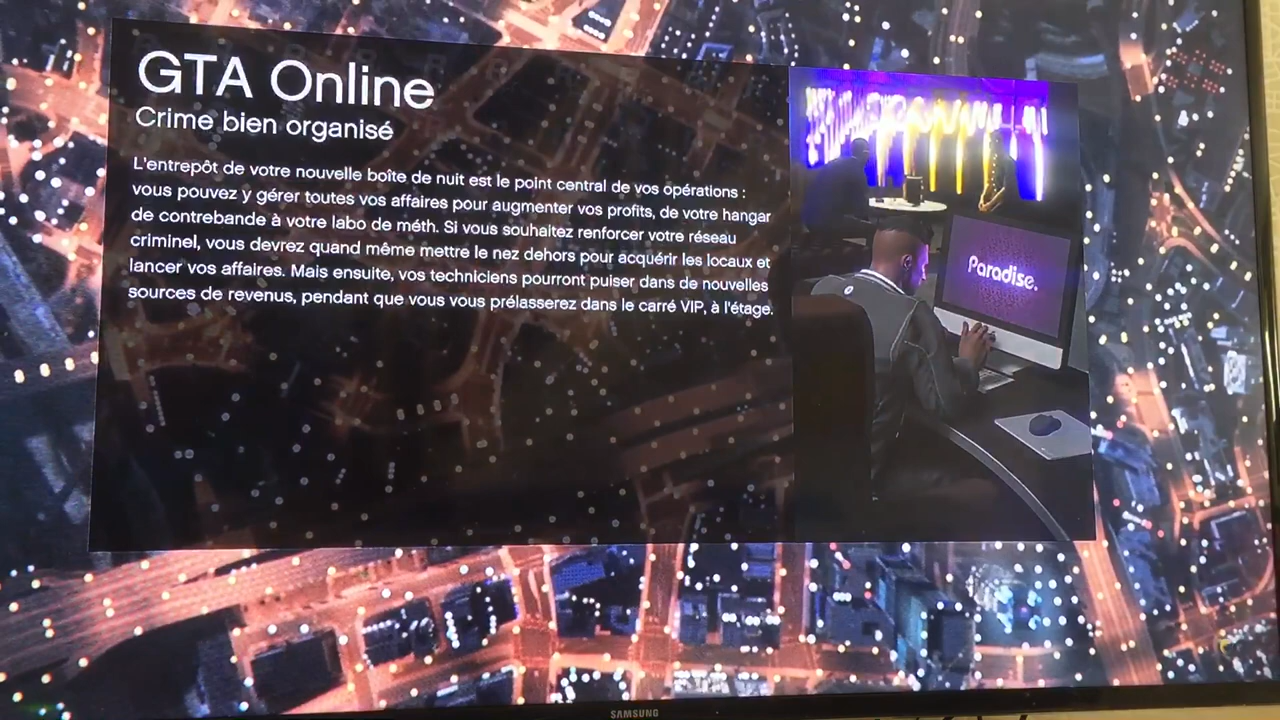 GTA Online
Crime bien organisé
L'entrepôt de votre nouvelle boîte de nuit est le point central de vos opérations :
vous pouvez y gérer toutes vos affaires pour augmenter vos profits, de votre hangar
de contrebande à votre labo de méth. Si vous souhaitez renforcer votre réseau
criminel, vous devrez quand même mettre le nez dehors pour acquérir les locaux et
lancer vos affaires. Mais ensuite, vos techniciens pourront puiser dans de nouvelles
sources de revenus, pendant que vous vous prélasserez dans le carré VIP, à l'étage.
Paradise.
SAMSUNG